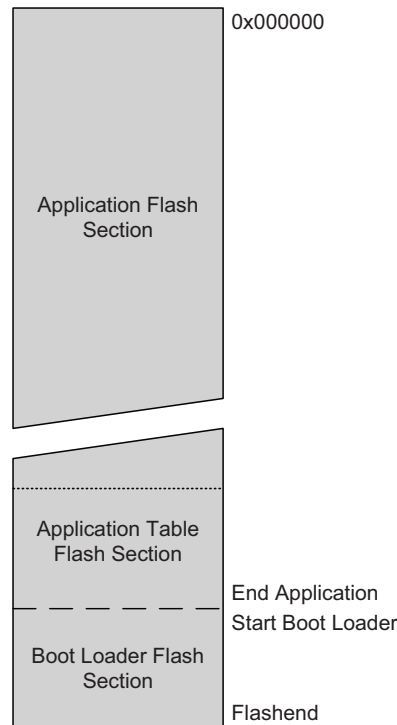 0x000000
Application Flash
Section
Application Table
Flash Section
End Application
Start Boot Loader
Boot Loader Flash
Section
Flashend